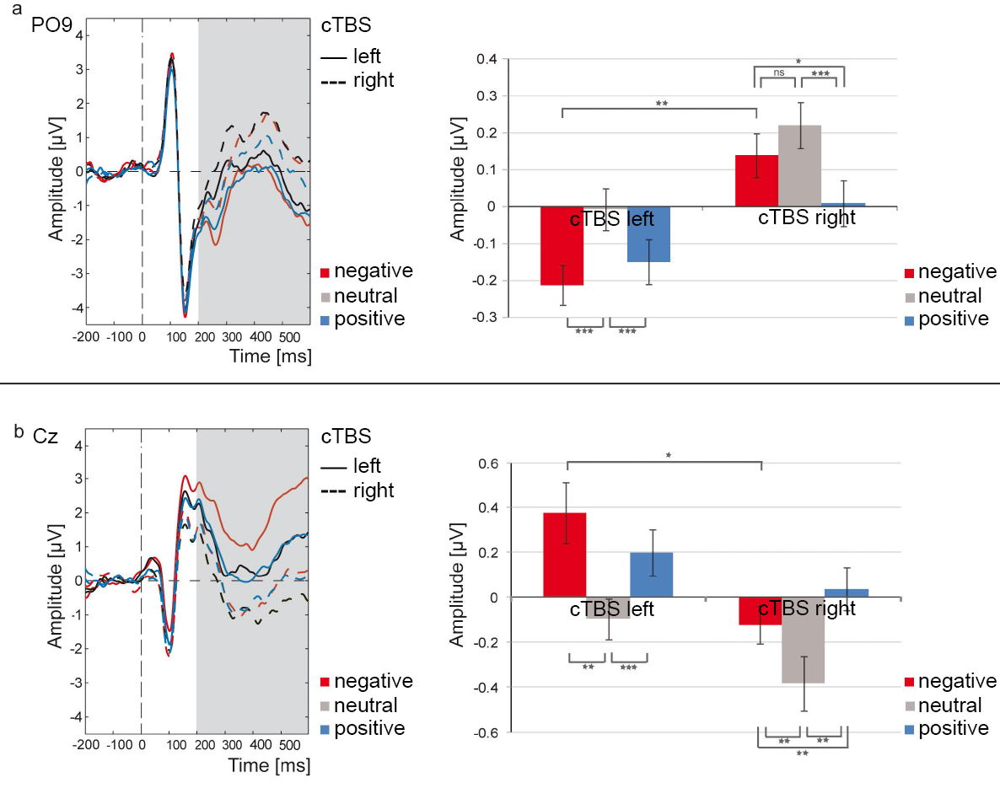 a
PO9
cTBS
left
right
Amplitude [µV]
4
3
2
1
0
-1
-2
-3
-4
-200 -100 0 100 200 300 400 500
Time [ms]
negative
neutral
positive
Amplitude [µV]
0.4
0.3
0.2
0.1
0
-0.1
-0.2
-0.3
**
*
ns
***
cTBS left
cTBS right
***
***
negative
neutral
positive
b
Cz
cTBS
left
right
Amplitude [µV]
4
3
2
1
0
-1
-2
-3
-4
-200 -100 0 100 200 300 400 500
Time [ms]
negative
neutral
positive
Amplitude [µV]
0.6
0.4
0.2
0
-0.2
-0.4
-0.6
*
cTBS left
cTBS right
**
***
**
**
**
negative
neutral
positive